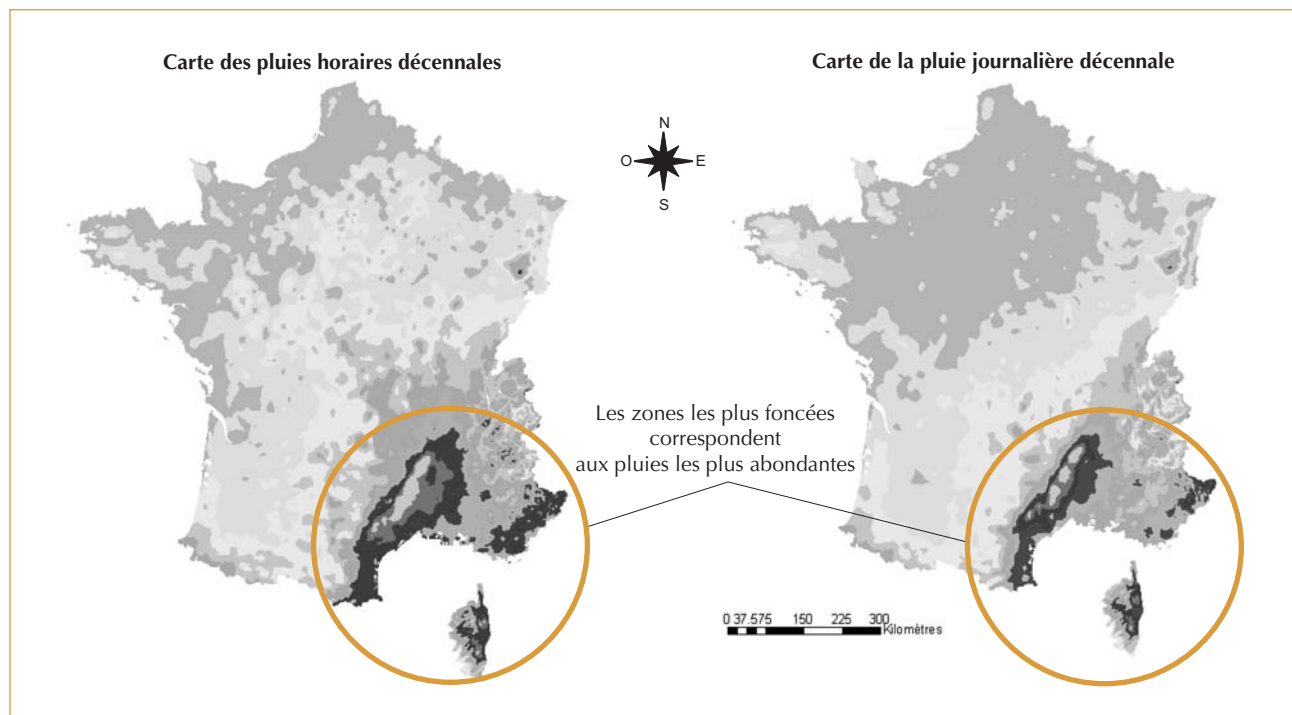 Carte des pluies horaires décennales
Carte de la pluie journalière décennale
N
O
E
S
Les zones les plus foncées
correspondent
aux pluies les plus abondantes
0 37.575 150 225 300
Kilomètres